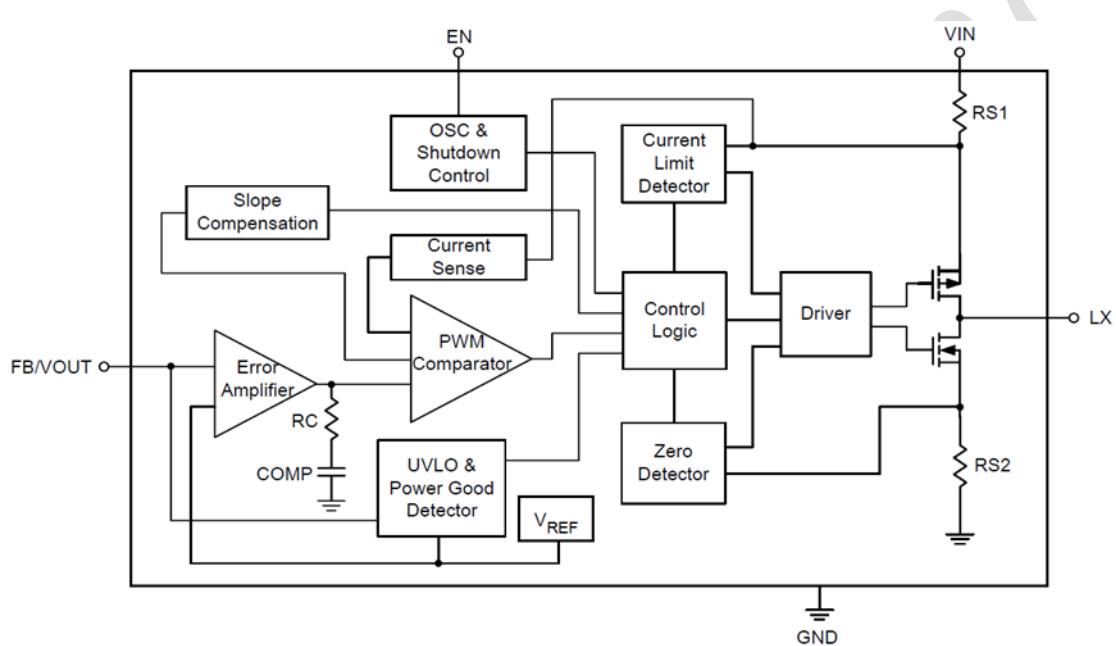 EN
VIN
RS1
OSC &
Shutdown
Control
Current
Limit
Detector
Slope
Compensation
Current
Sense
Control
Logic
Driver
LX
PWM
Comparator
FB/VOUT
Error
Amplifier
RC
COMP
UVLO &
Power Good
Detector
VREF
Zero
Detector
RS2
GND